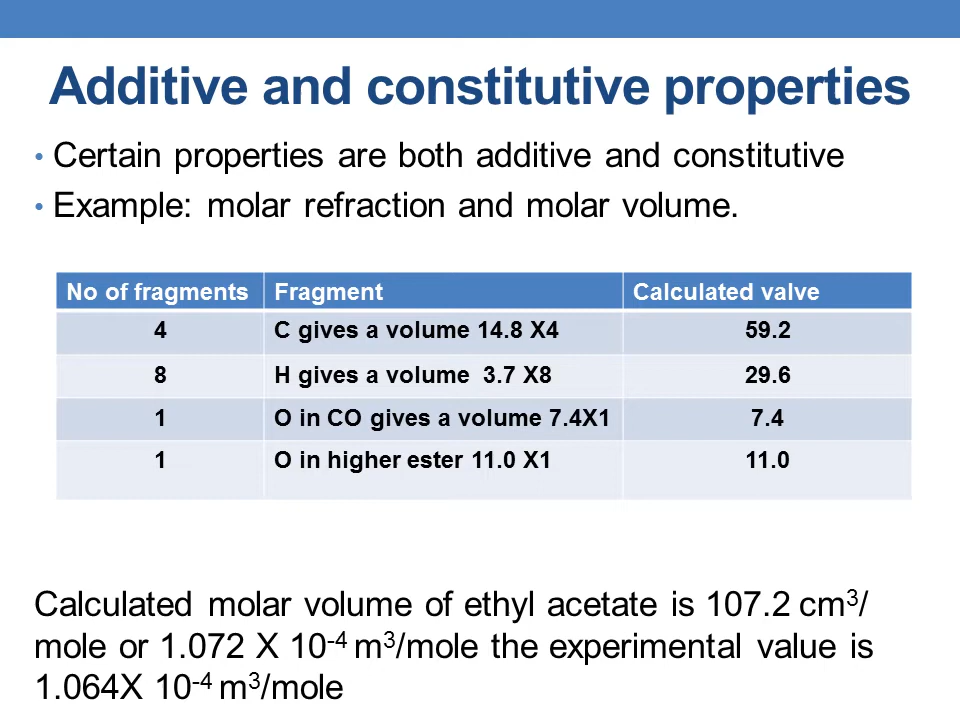 Additive and constitutive properties
• Certain properties are both additive and constitutive
• Example: molar refraction and molar volume.
No of fragments Fragment Calculated valve
4 C gives a volume 14.8 X4 59.2
8 H gives a volume 3.7 X8 29.6
1 O in CO gives a volume 7.4X1 7.4
1 O in higher ester 11.0 X1 11.0
Calculated molar volume of ethyl acetate is 107.2 cm³/
mole or 1.072 X 10⁻⁴ m³/mole the experimental value is
1.064X 10⁻⁴ m³/mole